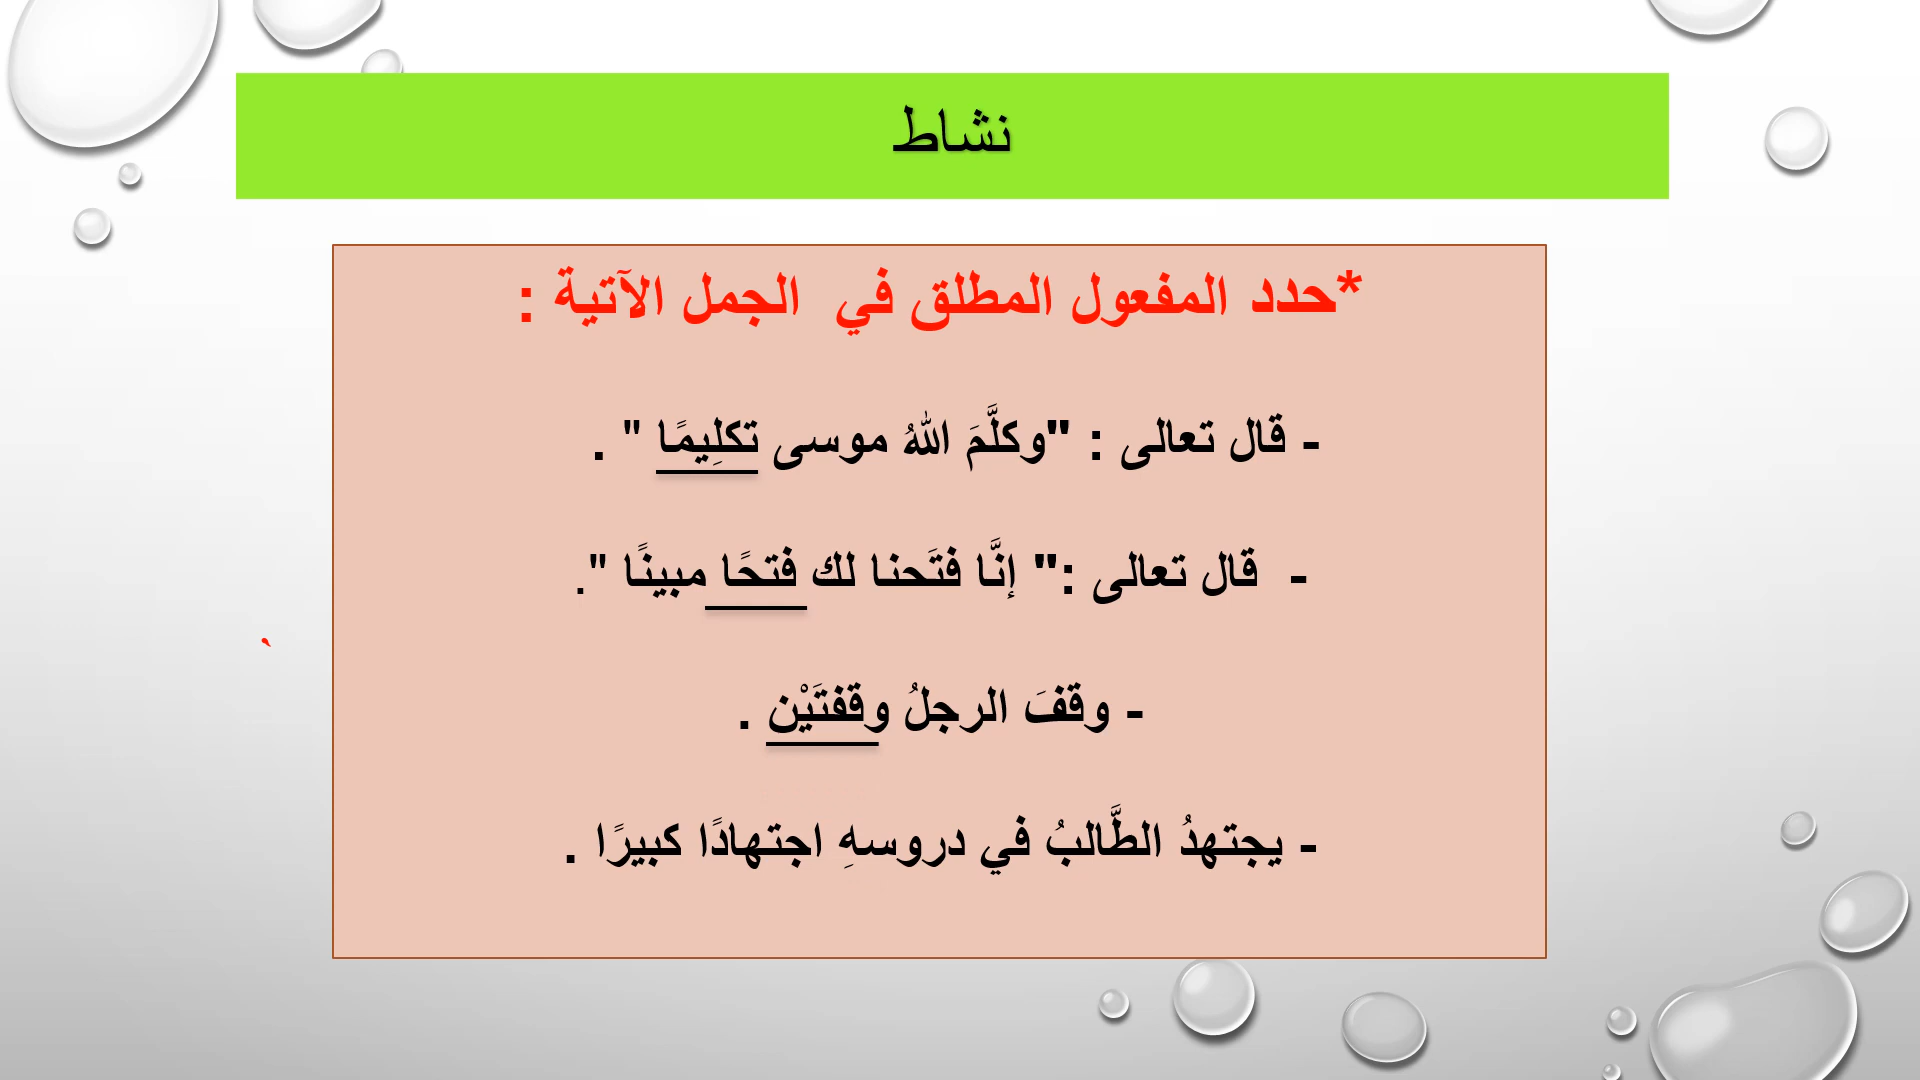 نشاط
*حدد المفعول المطلق في الجمل الآتية :
- قال تعالى : "وكلَّمَ اللهُ موسى تكلِيمًا " .
- قال تعالى :" إنَّا فتَحنا لك فتحًا مبينًا ".
- وقفَ الرجلُ وقفتَيْن .
- يجتهدُ الطَّالبُ في دروسهِ اجتهادًا كبيرًا .